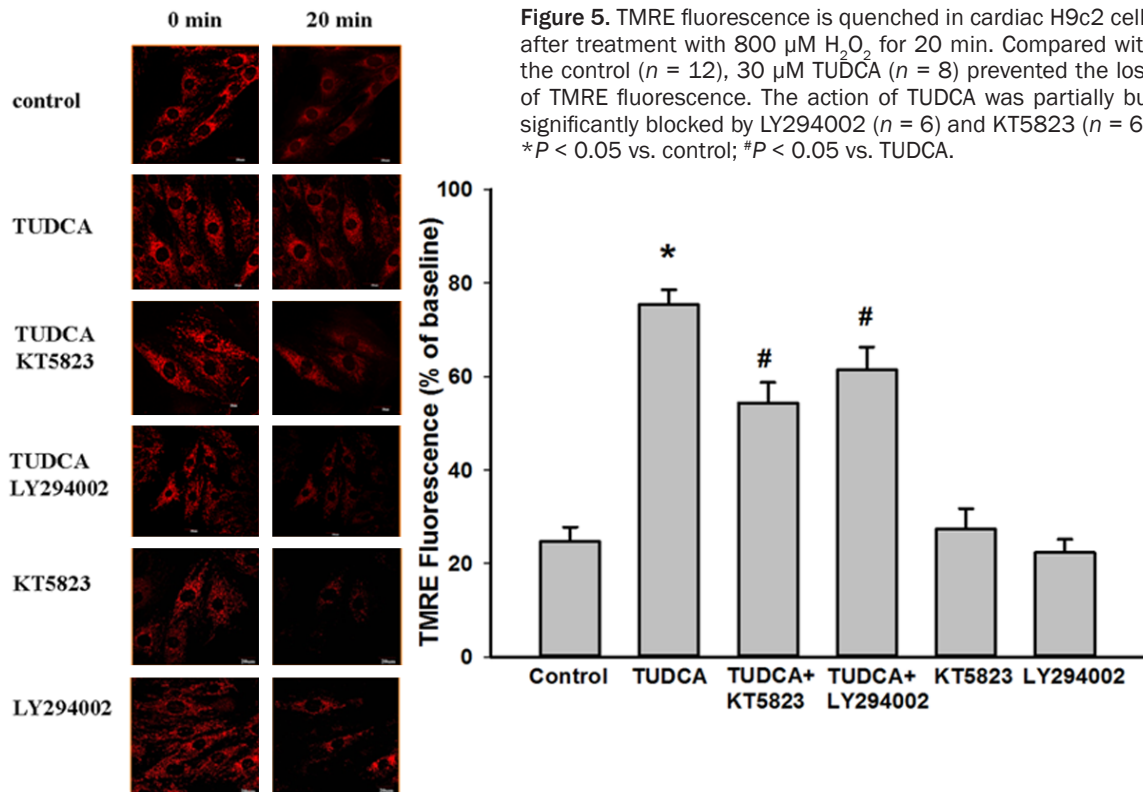 0 min 20 min
control
TUDCA
TUDCA
KT5823
TUDCA
LY294002
KT5823
LY294002
Figure 5. TMRE fluorescence is quenched in cardiac H9c2 cell
after treatment with 800 µM H₂O₂ for 20 min. Compared wit
the control (n = 12), 30 µM TUDCA (n = 8) prevented the los
of TMRE fluorescence. The action of TUDCA was partially bu
significantly blocked by LY294002 (n = 6) and KT5823 (n = 6
*P < 0.05 vs. control; #P < 0.05 vs. TUDCA.
TMRE Fluorescence (% of baseline)
100
80
60
40
20
0
*
#
#
Control TUDCA TUDCA+ TUDCA+ KT5823 LY294002
KT5823 LY294002